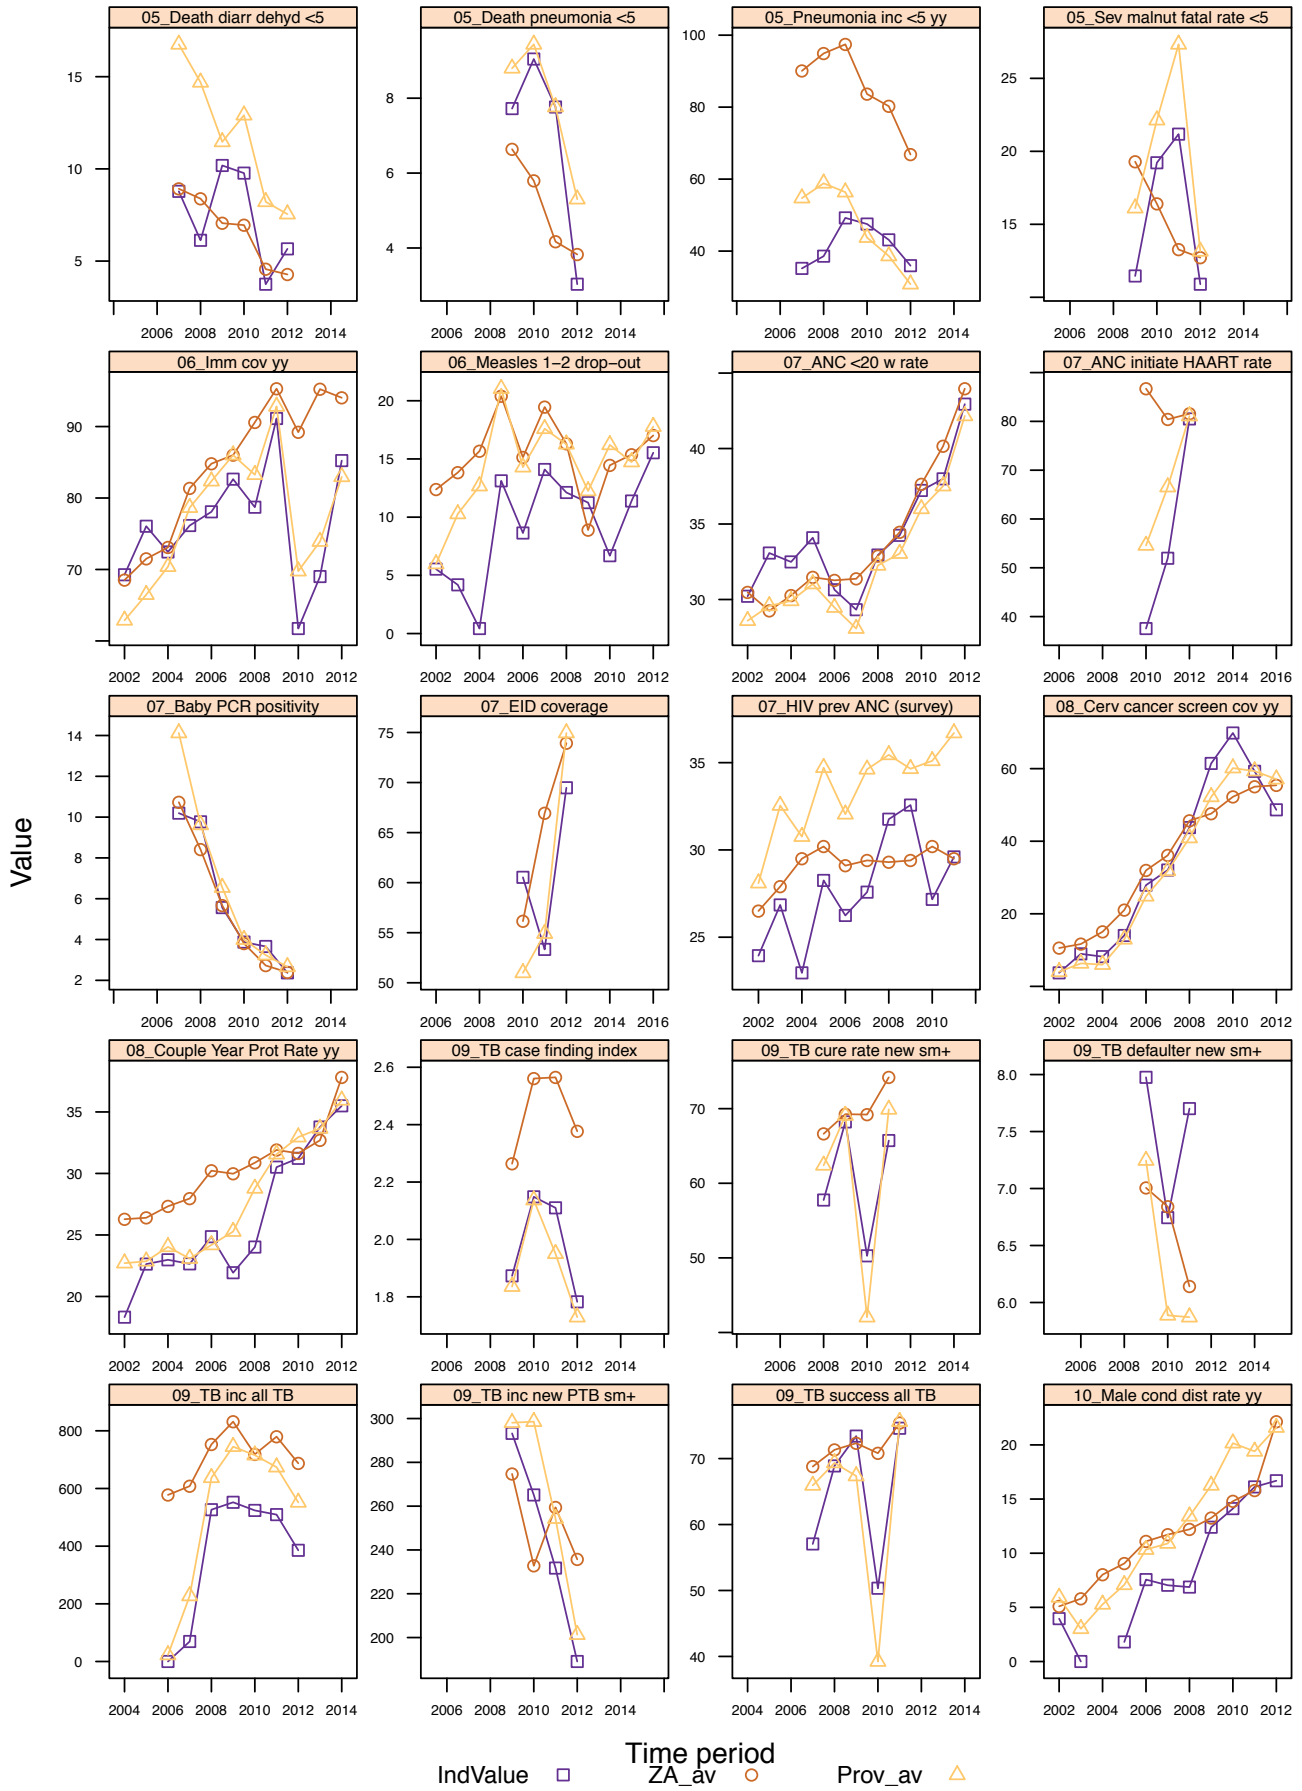 05_Death diarr dehyd <5 05_Death pneumonia <5 05_Pneumonia inc <5 yy 05_Sev malnut fatal rate <5
15 10 5
8 6 4
100 80 60 40
25 20 15
2006 2008 2010 2012 2014 2006 2008 2010 2012 2014 2006 2008 2010 2012 2014 2006 2008 2010 2012 2014
06_Imm cov yy 06_Measles 1−2 drop−out 07_ANC <20 w rate 07_ANC initiate HAART rate
90 80 70
20 15 10 5 0
40 35 30
80 70 60 50 40
2002 2004 2006 2008 2010 2012 2002 2004 2006 2008 2010 2012 2002 2004 2006 2008 2010 2012 2006 2008 2010 2012 2014 2016
07_Baby PCR positivity 07_EID coverage 07_HIV prev ANC (survey) 08_Cerv cancer screen cov yy
14 12 10 8 6 4 2
75 70 65 60 55 50
35 30 25
60 40 20
2006 2008 2010 2012 2014 2006 2008 2010 2012 2014 2016 2002 2004 2006 2008 2010 2002 2004 2006 2008 2010 2012
08_Couple Year Prot Rate yy 09_TB case finding index 09_TB cure rate new sm+ 09_TB defaulter new sm+
35 30 25 20
2.6 2.4 2.2 2.0 1.8
70 60 50
8.0 7.5 7.0 6.5 6.0
2002 2004 2006 2008 2010 2012 2006 2008 2010 2012 2014 2004 2006 2008 2010 2012 2014 2006 2008 2010 2012 2014
09_TB inc all TB 09_TB inc new PTB sm+ 09_TB success all TB 10_Male cond dist rate yy
800 600 400 200 0
300 280 260 240 220 200
70 60 50 40
20 15 10 5 0
2004 2006 2008 2010 2012 2014 2006 2008 2010 2012 2014 2004 2006 2008 2010 2012 2014 2002 2004 2006 2008 2010 2012
Value
Time period
IndValue ZA_av Prov_av